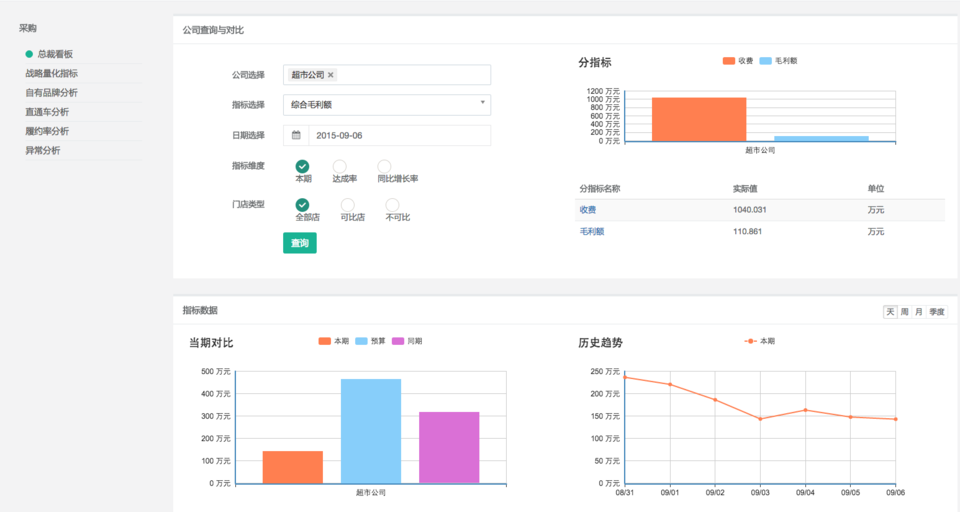 采购
总裁看板
战略量化指标
自有品牌分析
直通车分析
履约率分析
异常分析
公司查询与对比
公司选择
超市公司 ×
指标选择
综合毛利额
日期选择
2015-09-06
指标维度
本期 达成率 同比增长率
门店类型
全部店 可比店 不可比
查询
分指标
收费 毛利额
1200 万元
1000 万元
800 万元
600 万元
400 万元
200 万元
0 万元
超市公司
分指标名称 实际值 单位
收费 1040.031 万元
毛利额 110.861 万元
指标数据
天 周 月 季度
当期对比
本期 预算 同期
500 万元
400 万元
300 万元
200 万元
100 万元
0 万元
超市公司
历史趋势
本期
250 万元
200 万元
150 万元
100 万元
50 万元
0 万元
08/31 09/01 09/02 09/03 09/04 09/05 09/06